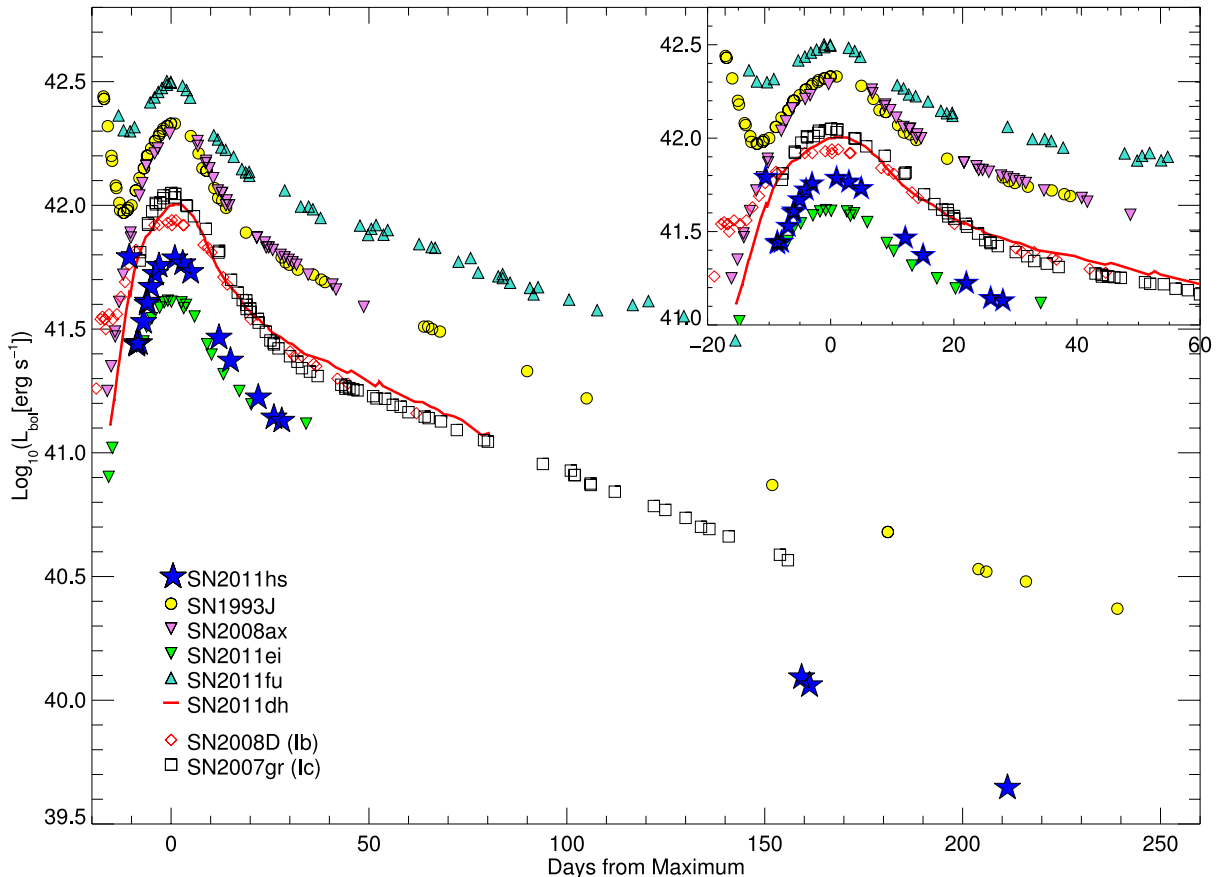 42.5
42.0
41.5
41.0
40.5
40.0
39.5
Log10(Lbol[erg s⁻¹])
0
50
100
150
200
250
Days from Maximum
SN2011hs
SN1993J
SN2008ax
SN2011ei
SN2011fu
SN2011dh
SN2008D (Ib)
SN2007gr (Ic)
42.5
42.0
41.5
41.0
−20
0
20
40
60